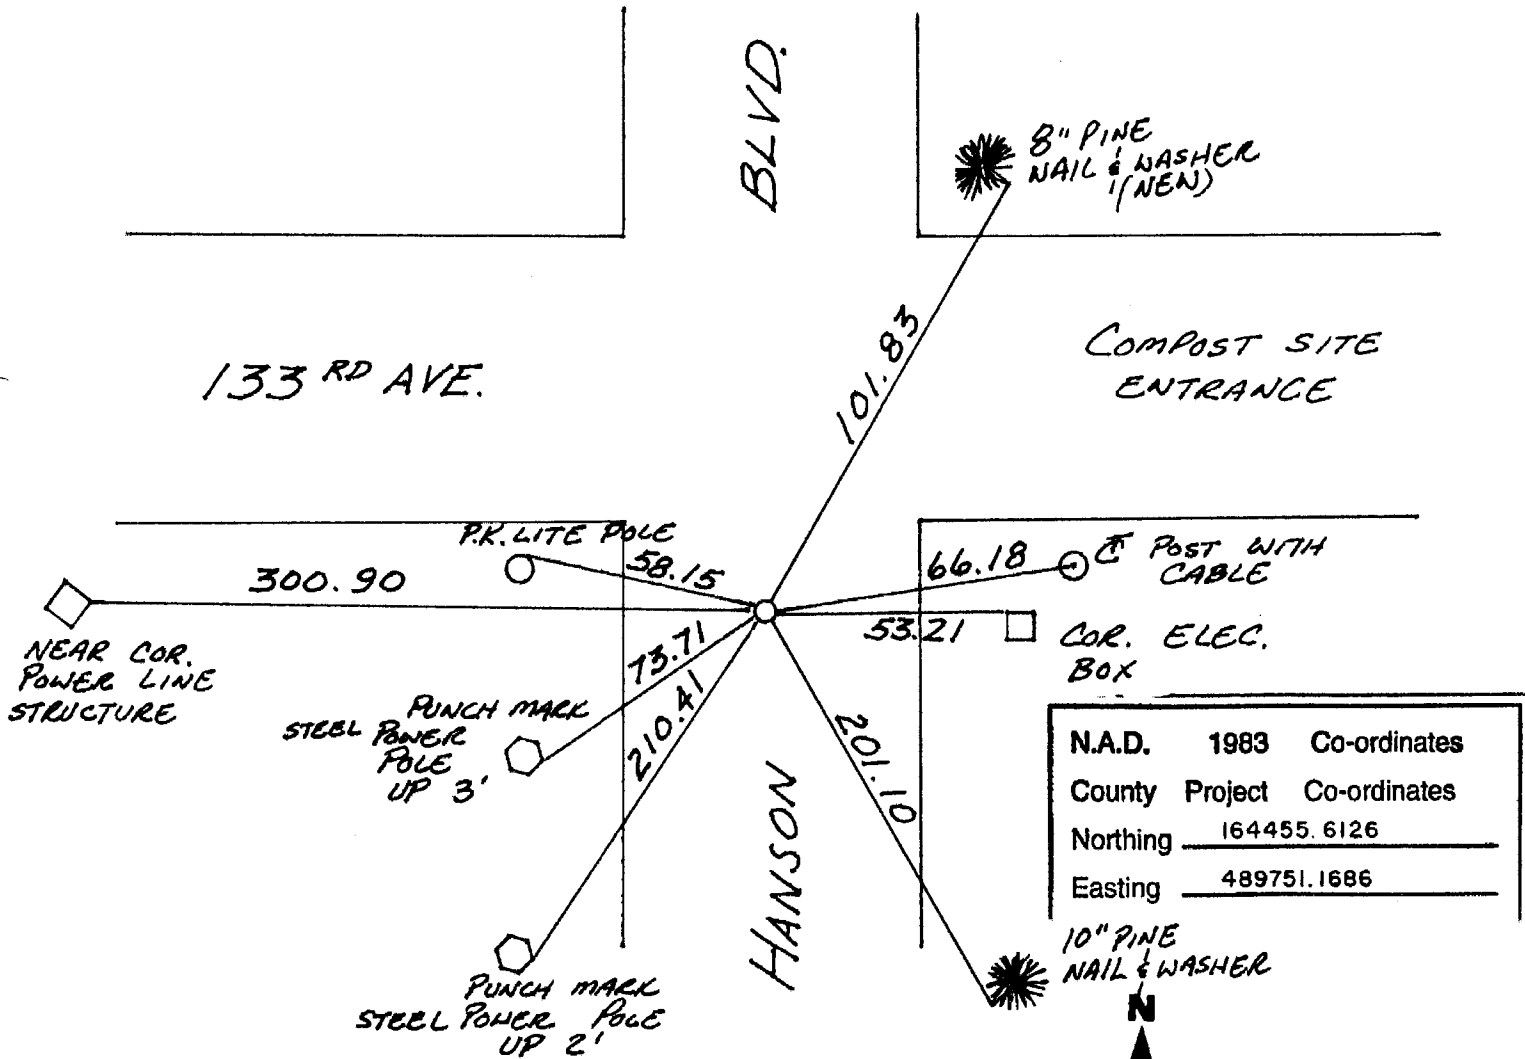 BLVD.
8" PINE
NAIL & WASHER
(NEW)
101.83
133 RD AVE.
COMPOST SITE
ENTRANCE
P.K. LITE POLE
58.15
66.18
℄ POST WITH
CABLE
300.90
53.21
COR. ELEC.
BOX
NEAR COR.
POWER LINE
STRUCTURE
73.71
PUNCH MARK
STEEL POWER
POLE
UP 3'
210.41
201.10
HANSON
N.A.D. 1983 Co-ordinates
County Project Co-ordinates
Northing 164455.6126
Easting 489751.1686
10" PINE
NAIL & WASHER
N
PUNCH MARK
STEEL POWER POLE
UP 2'